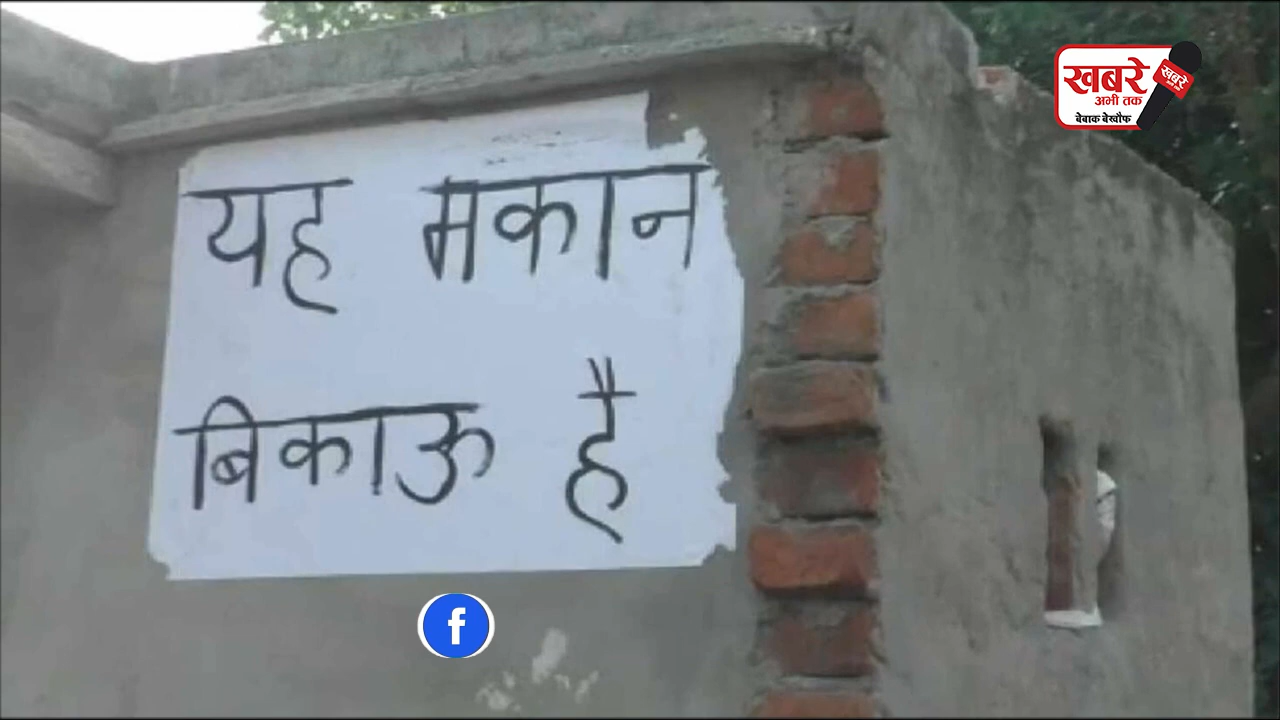 यह मकान
बिकाऊ है
खबरे
अभी तक
बेबाक बेखौफ
खबरे
f